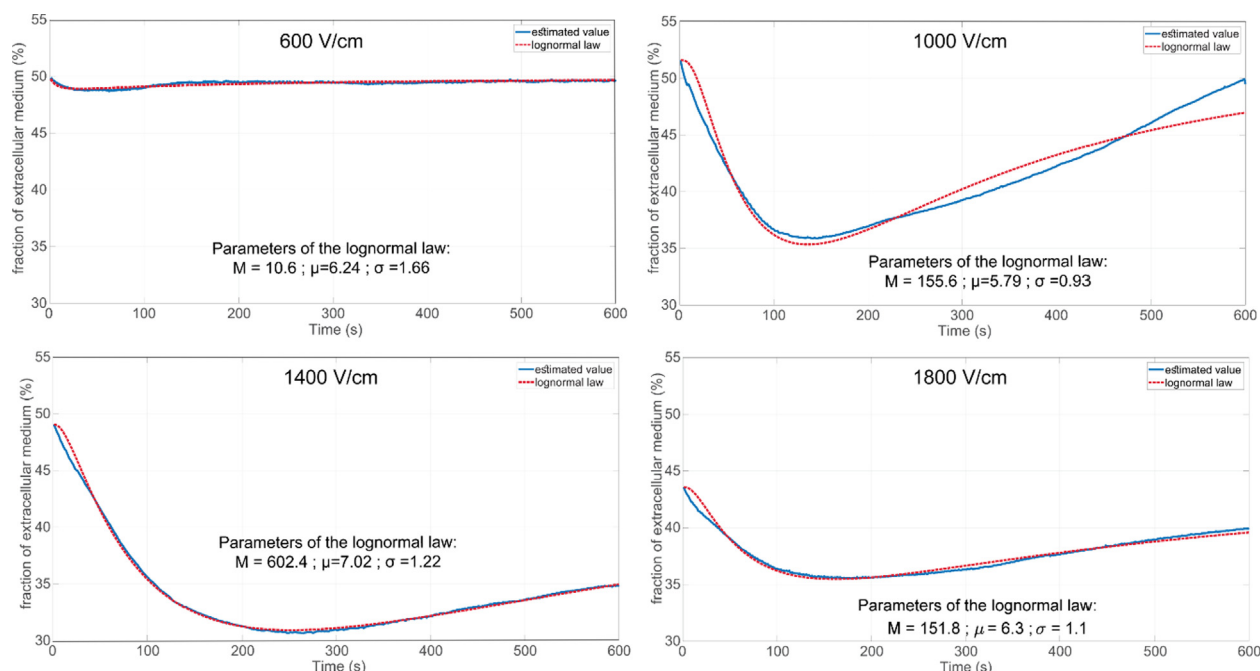 600 V/cm
estimated value
lognormal law
fraction of extracellular medium (%)
55
50
45
40
35
30
Parameters of the lognormal law:
M = 10.6 ; μ=6.24 ; σ =1.66
0 100 200 300 400 500 600
Time (s)
1000 V/cm
estimated value
lognormal law
fraction of extracellular medium (%)
55
50
45
40
35
30
Parameters of the lognormal law:
M = 155.6 ; μ=5.79 ; σ =0.93
0 100 200 300 400 500 600
Time (s)
1400 V/cm
estimated value
lognormal law
fraction of extracellular medium (%)
55
50
45
40
35
30
Parameters of the lognormal law:
M = 602.4 ; μ=7.02 ; σ =1.22
0 100 200 300 400 500 600
Time (s)
1800 V/cm
estimated value
lognormal law
fraction of extracellular medium (%)
55
50
45
40
35
30
Parameters of the lognormal law:
M = 151.8 ; μ = 6.3 ; σ = 1.1
0 100 200 300 400 500 600
Time (s)